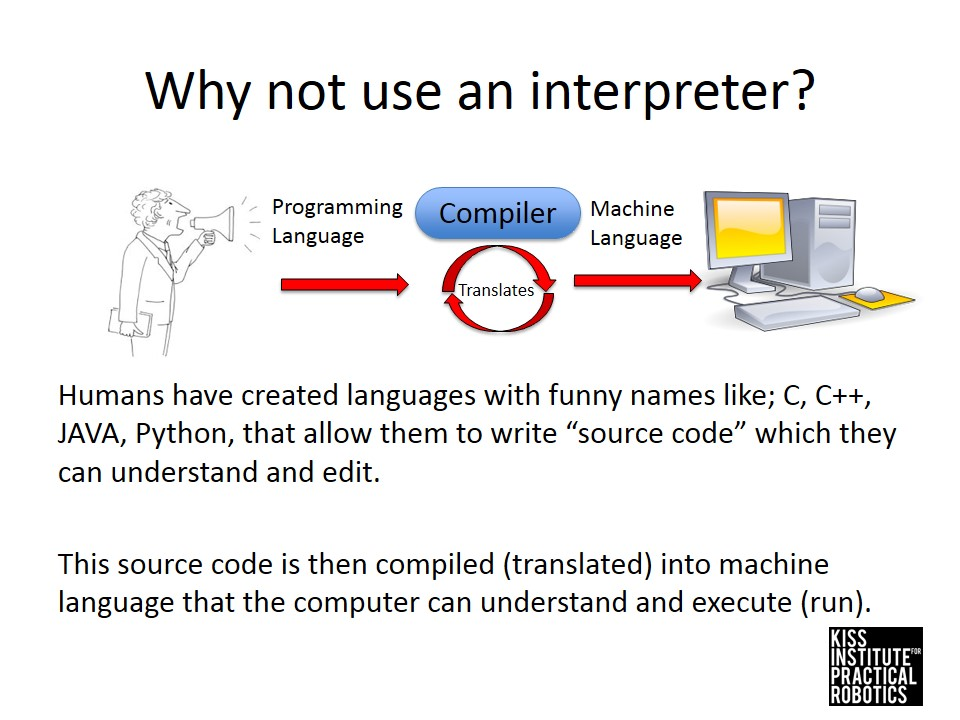 Why not use an interpreter?
Programming
Language
Compiler
Translates
Machine
Language
Humans have created languages with funny names like; C, C++,
JAVA, Python, that allow them to write “source code” which they
can understand and edit.
This source code is then compiled (translated) into machine
language that the computer can understand and execute (run).
KISS
INSTITUTE FOR
PRACTICAL
ROBOTICS